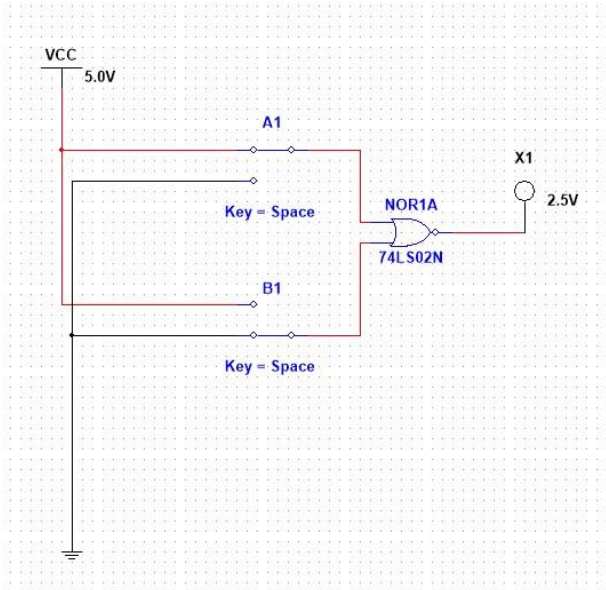 VCC
5.0V
A1
X1
2.5V
Key = Space
NOR1A
74LS02N
B1
Key = Space